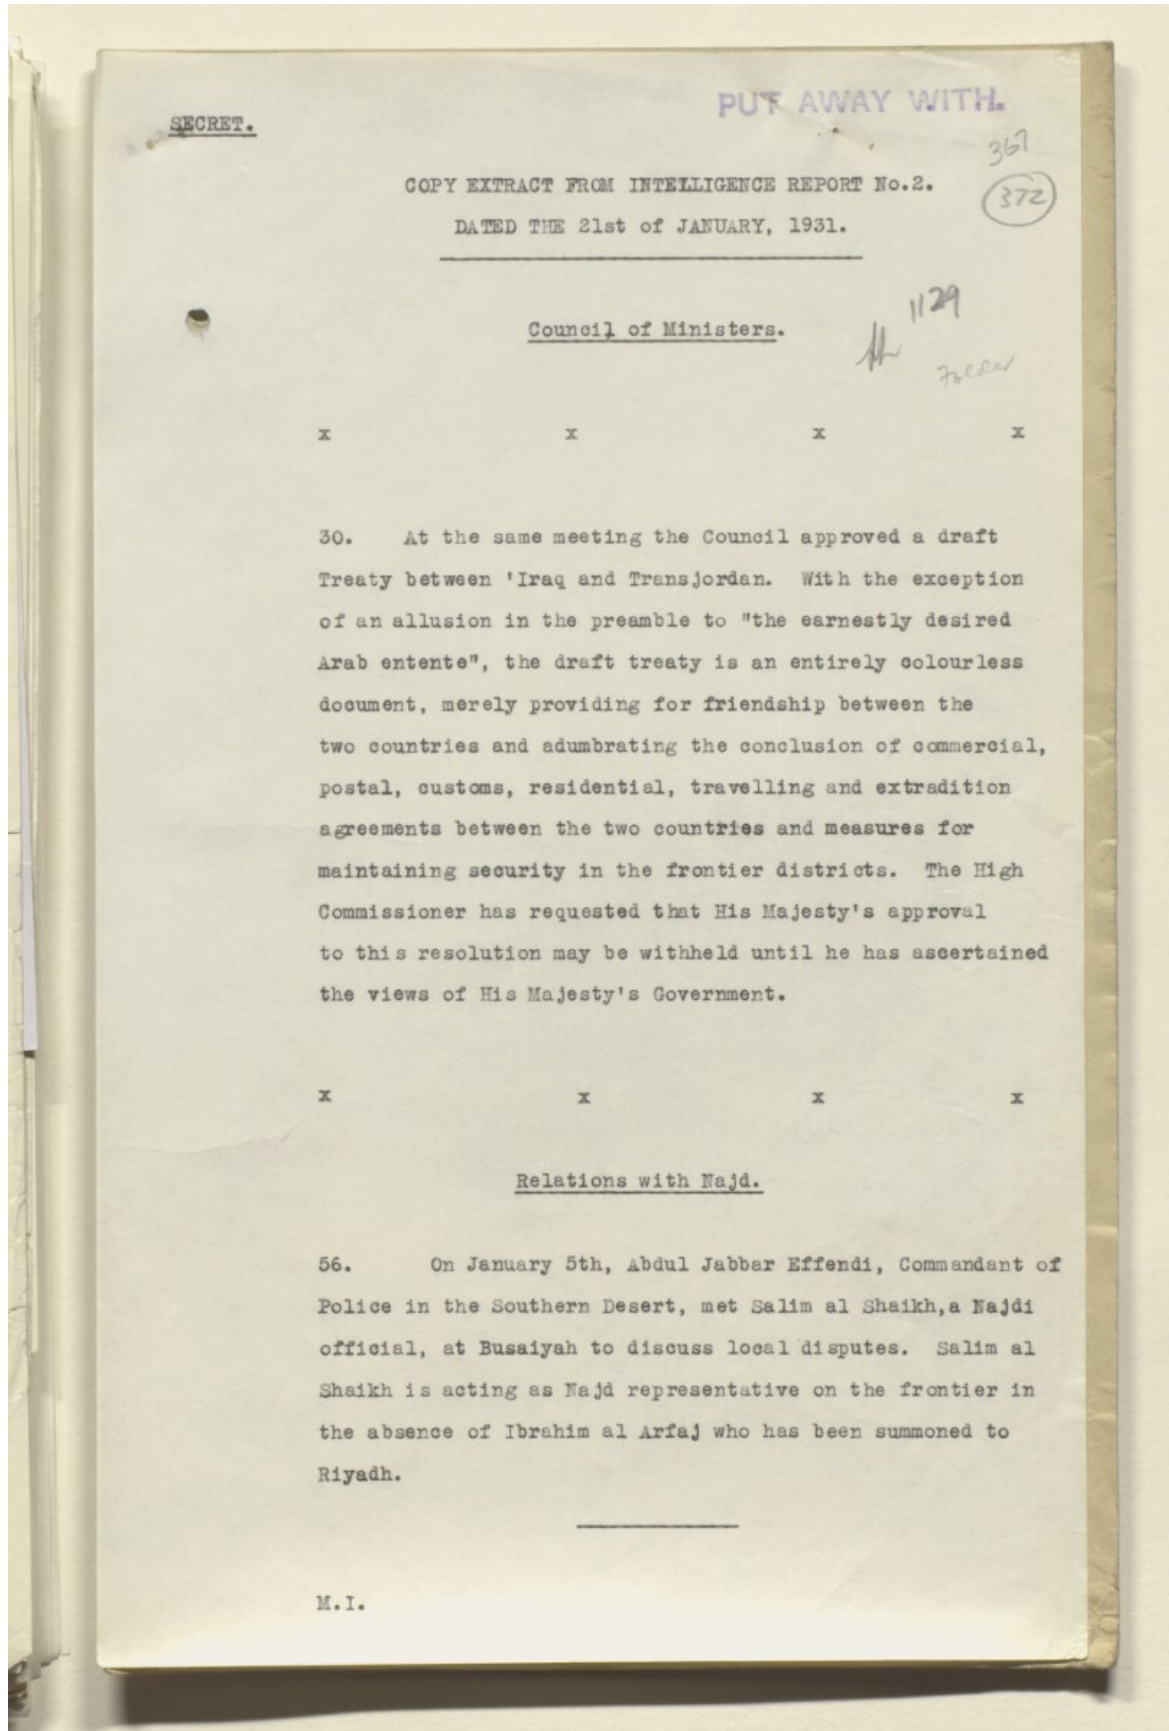 PUT AWAY WITH.
SECRET.
367
372
COPY EXTRACT FROM INTELLIGENCE REPORT No.2.
DATED THE 21st of JANUARY, 1931.
1129
Council of Ministers.
Folder
x x x x
30. At the same meeting the Council approved a draft
Treaty between 'Iraq and Transjordan. With the exception
of an allusion in the preamble to "the earnestly desired
Arab entente", the draft treaty is an entirely colourless
document, merely providing for friendship between the
two countries and adumbrating the conclusion of commercial,
postal, customs, residential, travelling and extradition
agreements between the two countries and measures for
maintaining security in the frontier districts. The High
Commissioner has requested that His Majesty's approval
to this resolution may be withheld until he has ascertained
the views of His Majesty's Government.
x x x x
Relations with Najd.
56. On January 5th, Abdul Jabbar Effendi, Commandant of
Police in the Southern Desert, met Salim al Shaikh,a Najdi
official, at Busaiyah to discuss local disputes. Salim al
Shaikh is acting as Najd representative on the frontier in
the absence of Ibrahim al Arfaj who has been summoned to
Riyadh.
M.I.